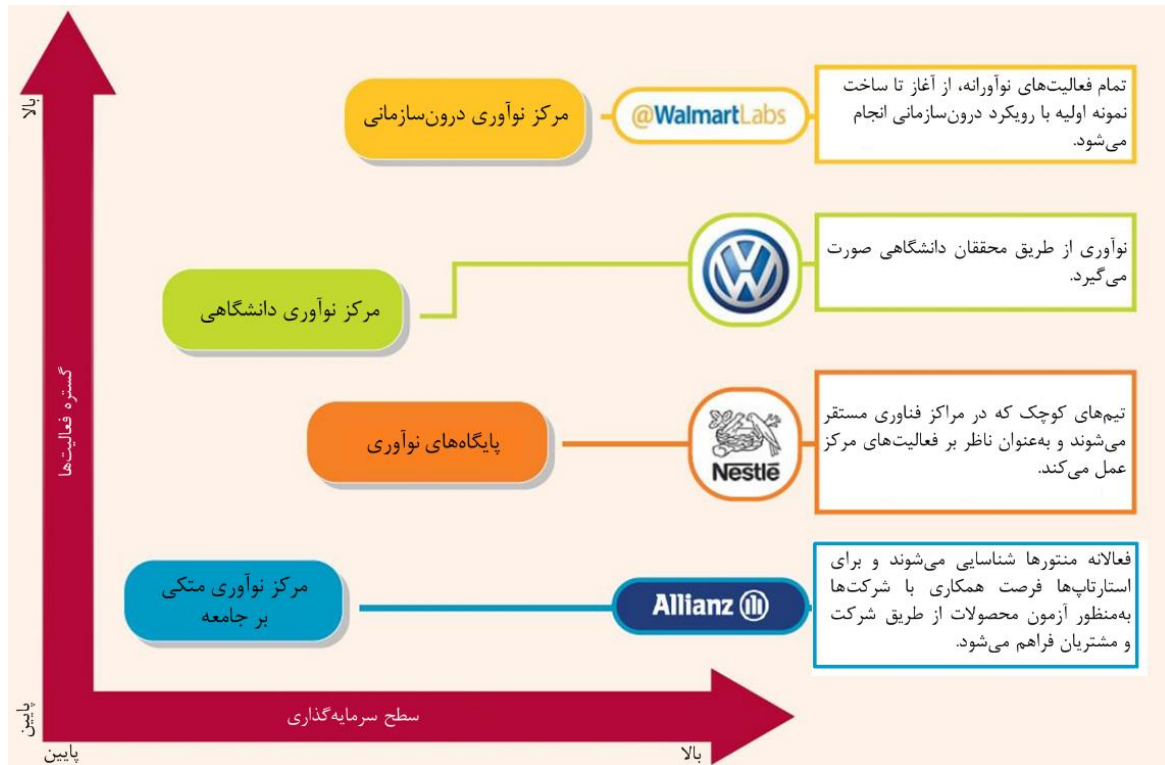 بالا
مرکز نوآوری درون‌سازمانی
@WalmartLabs
تمام فعالیت‌های نوآورانه، از آغاز تا ساخت
نمونه اولیه با رویکرد درون‌سازمانی انجام
می‌شود.
مرکز نوآوری دانشگاهی
نوآوری از طریق محققان دانشگاهی صورت
می‌گیرد.
گستره فعالیت‌ها
پایگاه‌های نوآوری
Nestlé
تیم‌های کوچک که در مراکز فناوری مستقر
می‌شوند و به‌عنوان ناظر بر فعالیت‌های مرکز
عمل می‌کند.
مرکز نوآوری متکی
بر جامعه
Allianz
فعالانه منتورها شناسایی می‌شوند و برای
استارتاپ‌ها فرصت همکاری با شرکت‌ها
به‌منظور آزمون محصولات از طریق شرکت
و مشتریان فراهم می‌شود.
پایین
سطح سرمایه‌گذاری
پایین
بالا